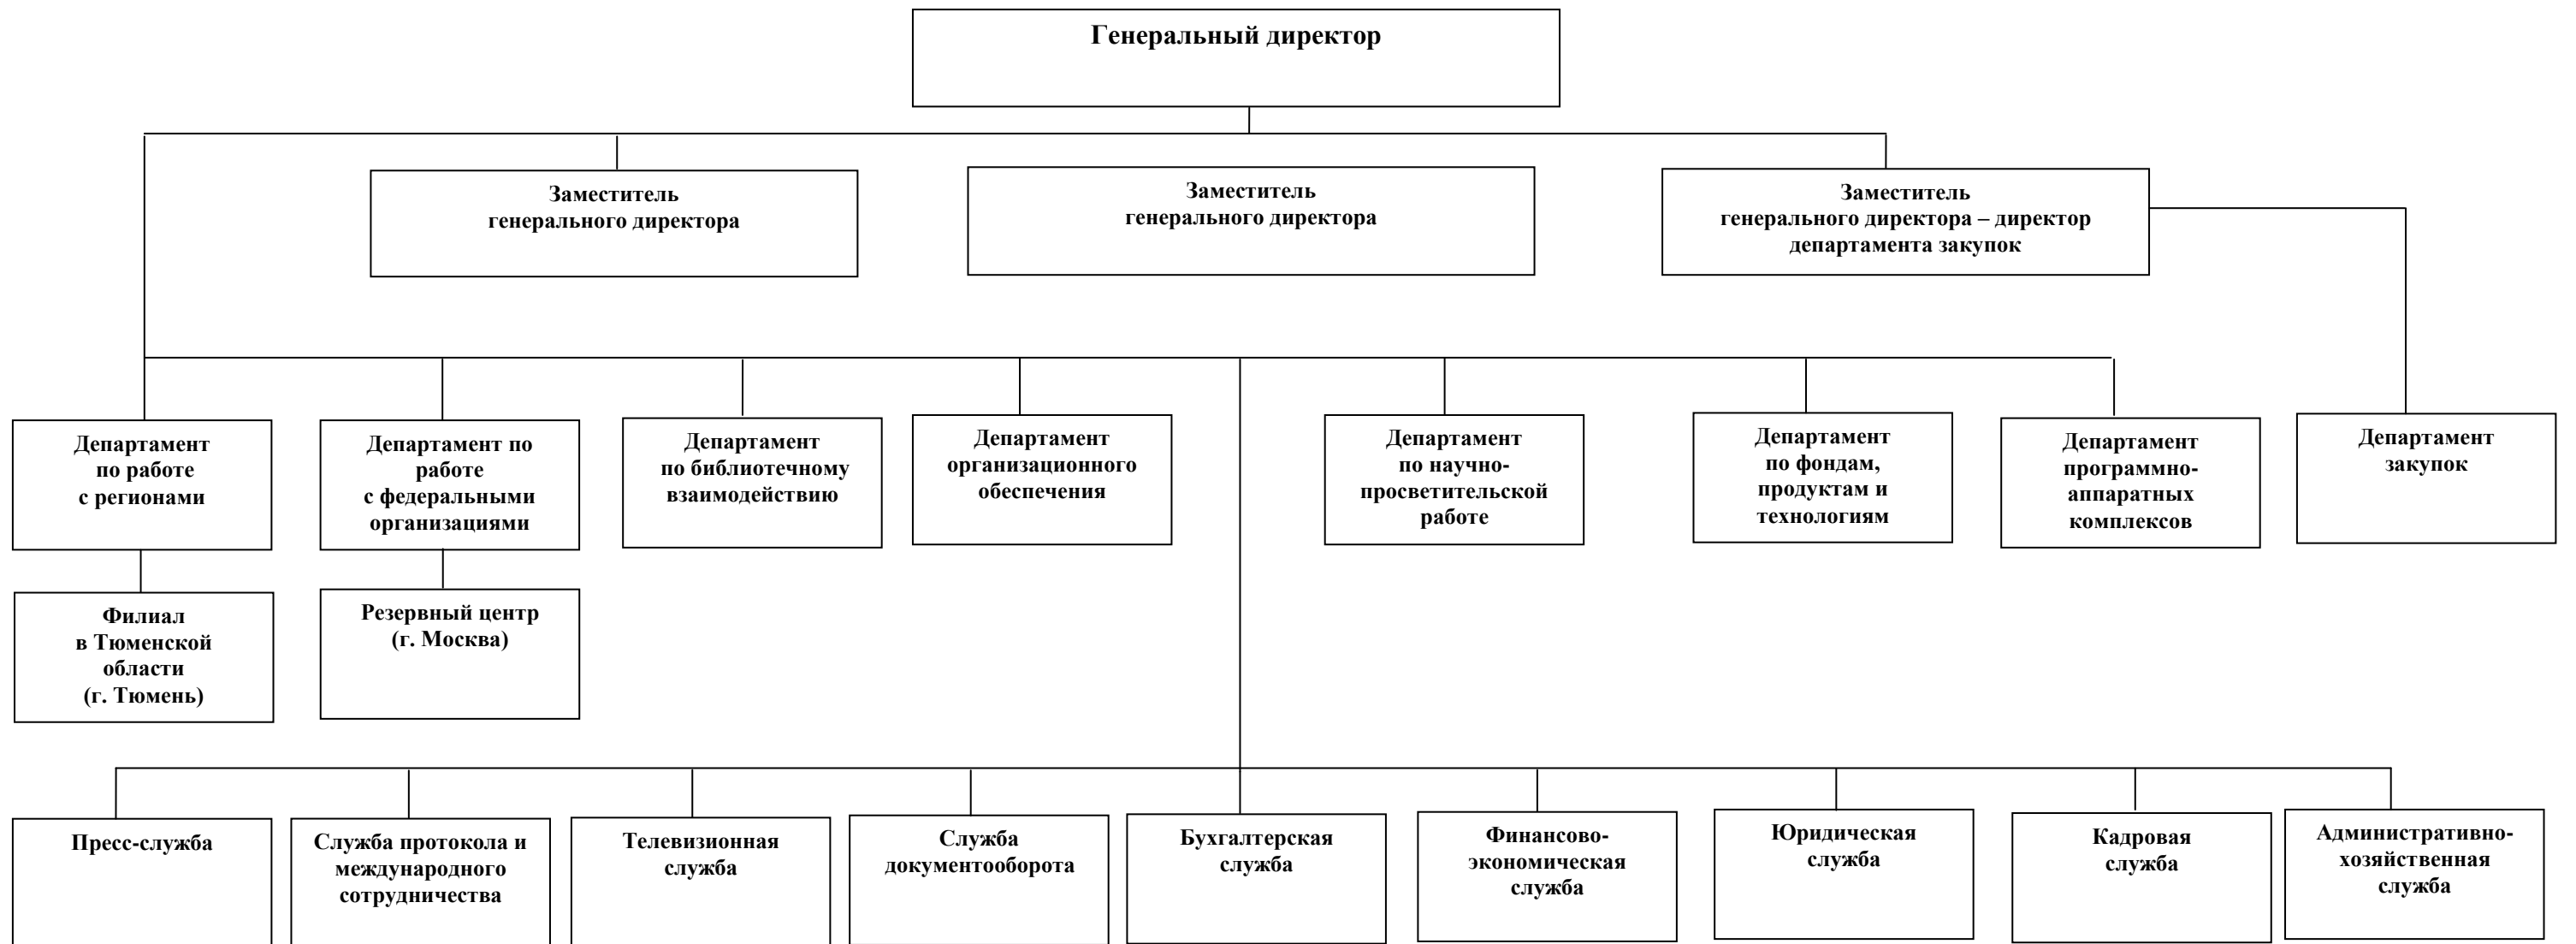 Генеральный директор
Заместитель
генерального директора
Заместитель
генерального директора
Заместитель
генерального директора – директор
департамента закупок
Департамент
по работе
с регионами
Департамент по
работе
с федеральными
организациями
Департамент
по библиотечному
взаимодействию
Департамент
организационного
обеспечения
Департамент
по научно-
просветительской
работе
Департамент
по фондам,
продуктам и
технологиям
Департамент
программно-
аппаратных
комплексов
Департамент
закупок
Филиал
в Тюменской
области
(г. Тюмень)
Резервный центр
(г. Москва)
Пресс-служба
Служба протокола и
международного
сотрудничества
Телевизионная
служба
Служба
документооборота
Бухгалтерская
служба
Финансово-
экономическая
служба
Юридическая
служба
Кадровая
служба
Административно-
хозяйственная
служба